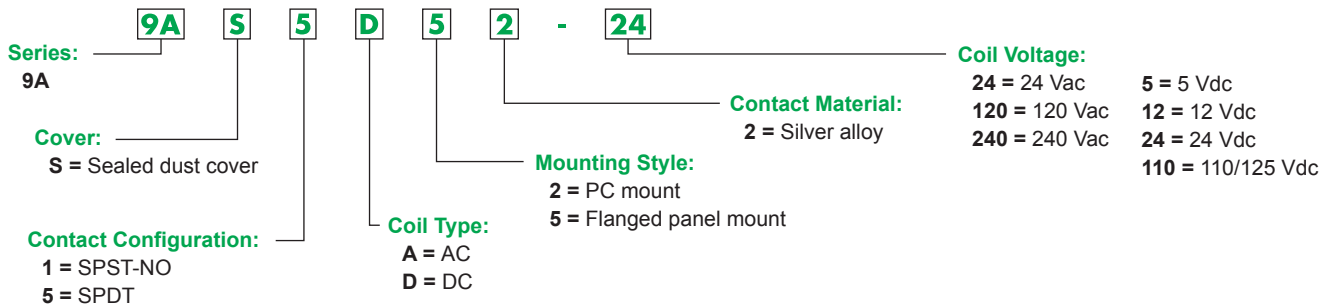 9A S 5 D 5 2 - 24
Series:
9A
Cover:
S = Sealed dust cover
Contact Configuration:
1 = SPST-NO
5 = SPDT
Coil Type:
A = AC
D = DC
Mounting Style:
2 = PC mount
5 = Flanged panel mount
Contact Material:
2 = Silver alloy
Coil Voltage:
24 = 24 Vac
120 = 120 Vac
240 = 240 Vac
5 = 5 Vdc
12 = 12 Vdc
24 = 24 Vdc
110 = 110/125 Vdc